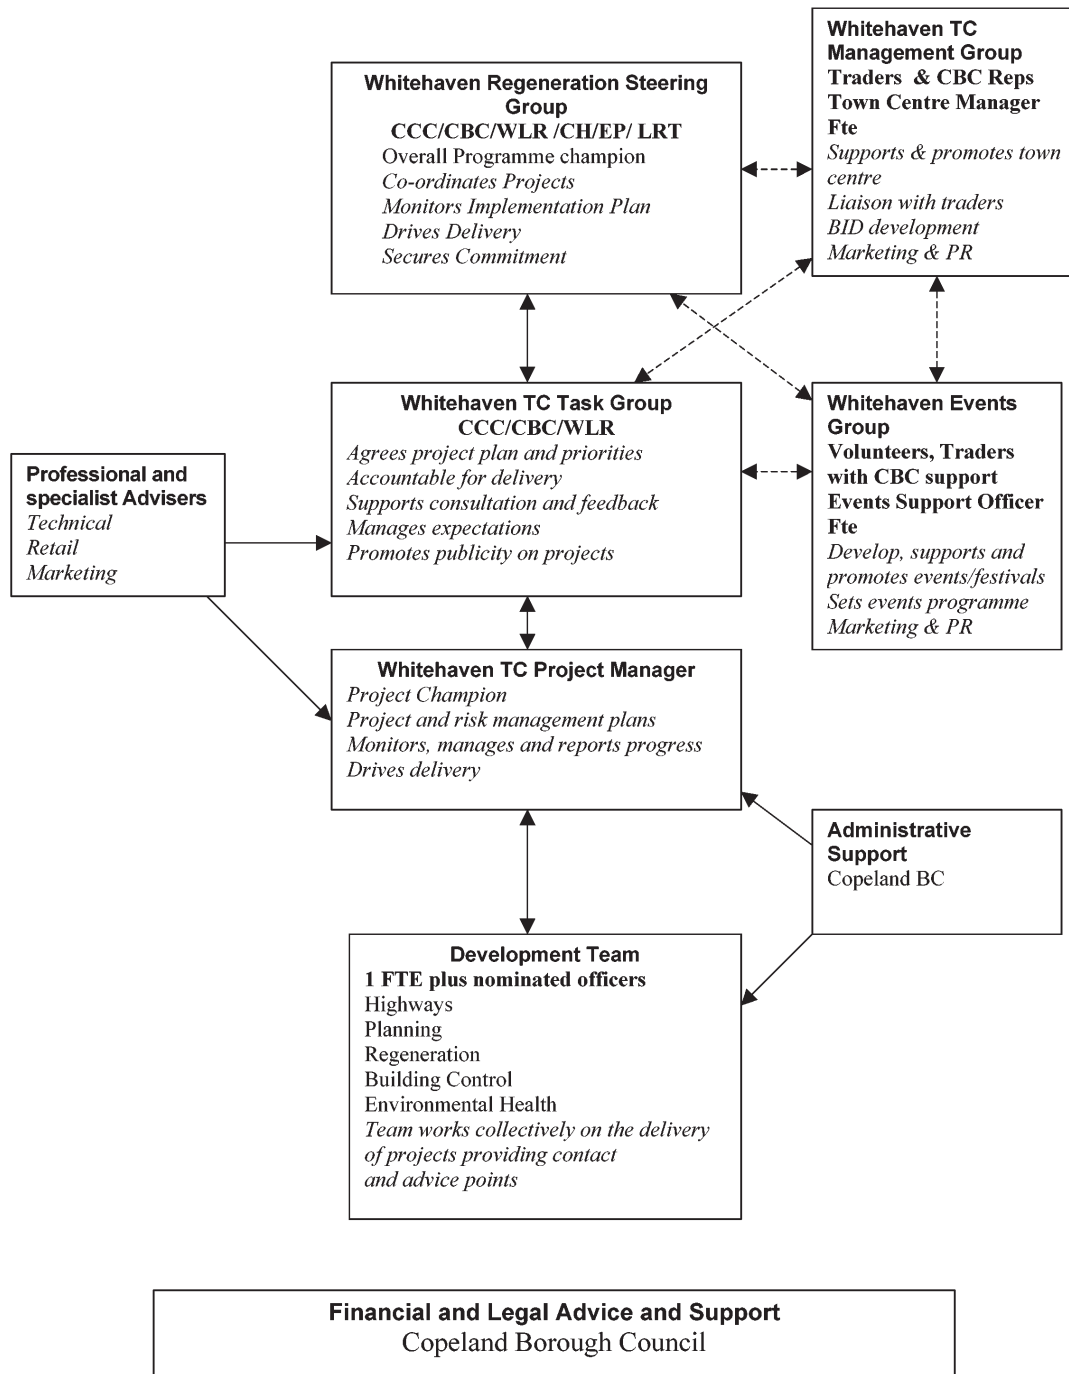 Whitehaven TC
Management Group
Traders & CBC Reps
Town Centre Manager
Fte
Supports & promotes town
centre
Liaison with traders
BID development
Marketing & PR
Whitehaven Regeneration Steering
Group
CCC/CBC/WLR /CH/EP/ LRT
Overall Programme champion
Co-ordinates Projects
Monitors Implementation Plan
Drives Delivery
Secures Commitment
Whitehaven TC Task Group
CCC/CBC/WLR
Agrees project plan and priorities
Accountable for delivery
Supports consultation and feedback
Manages expectations
Promotes publicity on projects
Whitehaven Events
Group
Volunteers, Traders
with CBC support
Events Support Officer
Fte
Develop, supports and
promotes events/festivals
Sets events programme
Marketing & PR
Professional and
specialist Advisers
Technical
Retail
Marketing
Whitehaven TC Project Manager
Project Champion
Project and risk management plans
Monitors, manages and reports progress
Drives delivery
Administrative
Support
Copeland BC
Development Team
1 FTE plus nominated officers
Highways
Planning
Regeneration
Building Control
Environmental Health
Team works collectively on the delivery
of projects providing contact
and advice points
Financial and Legal Advice and Support
Copeland Borough Council